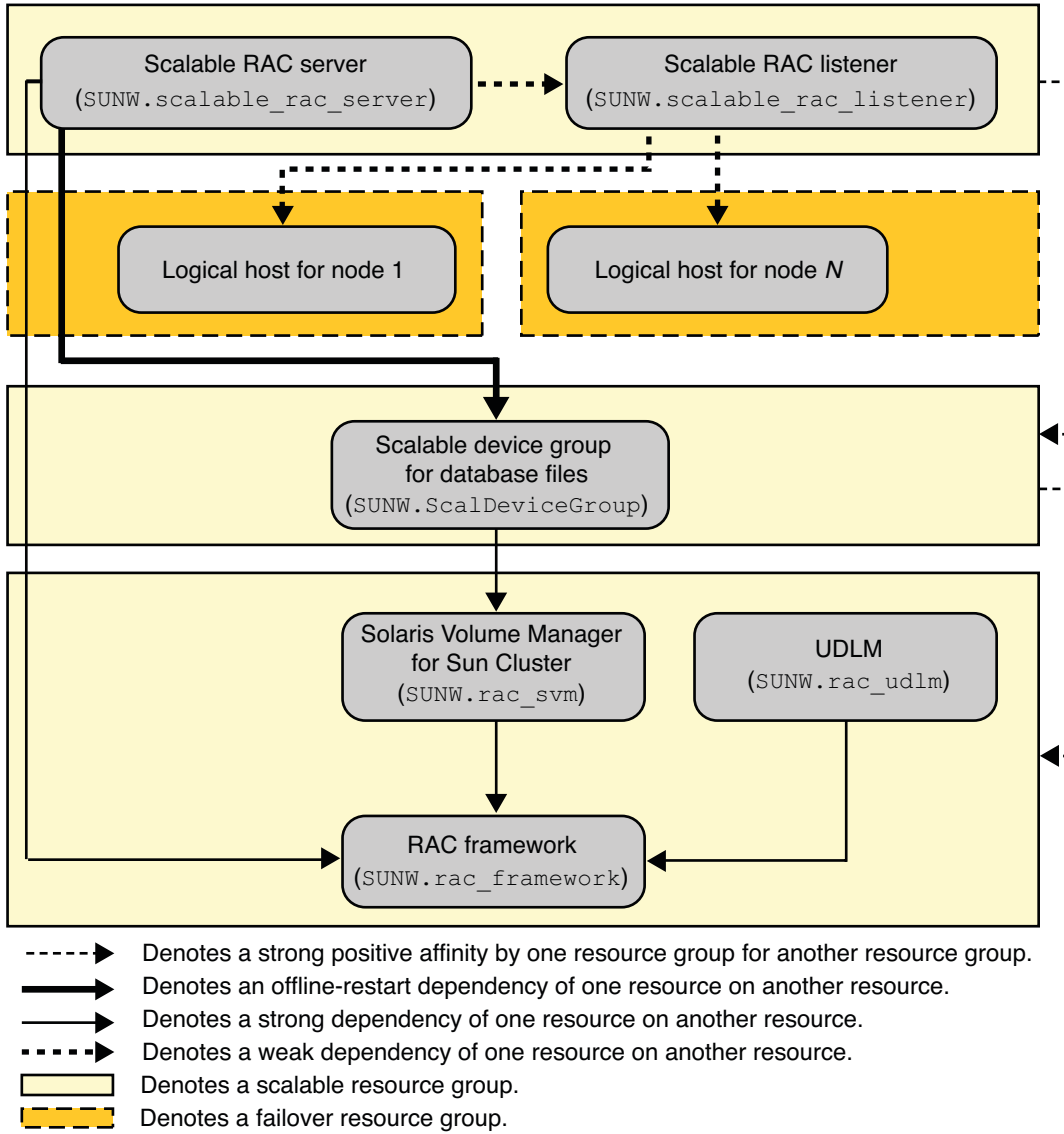 Scalable RAC server
(SUNW.scalable_rac_server)
Scalable RAC listener
(SUNW.scalable_rac_listener)
Logical host for node 1
Logical host for node N
Scalable device group
for database files
(SUNW.ScalDeviceGroup)
Solaris Volume Manager
for Sun Cluster
(SUNW.rac_svm)
UDLM
(SUNW.rac_udlm)
RAC framework
(SUNW.rac_framework)
Denotes a strong positive affinity by one resource group for another resource group.
Denotes an offline-restart dependency of one resource on another resource.
Denotes a strong dependency of one resource on another resource.
Denotes a weak dependency of one resource on another resource.
Denotes a scalable resource group.
Denotes a failover resource group.